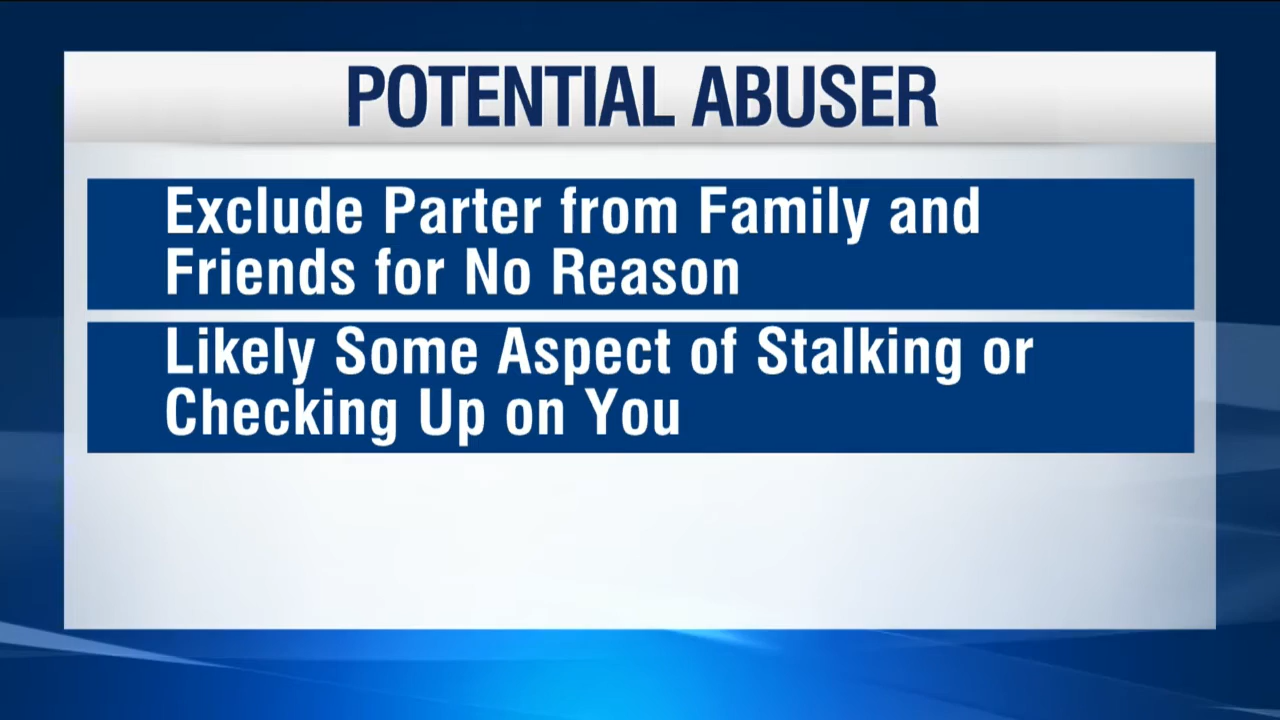 POTENTIAL ABUSER
Exclude Parter from Family and
Friends for No Reason
Likely Some Aspect of Stalking or
Checking Up on You